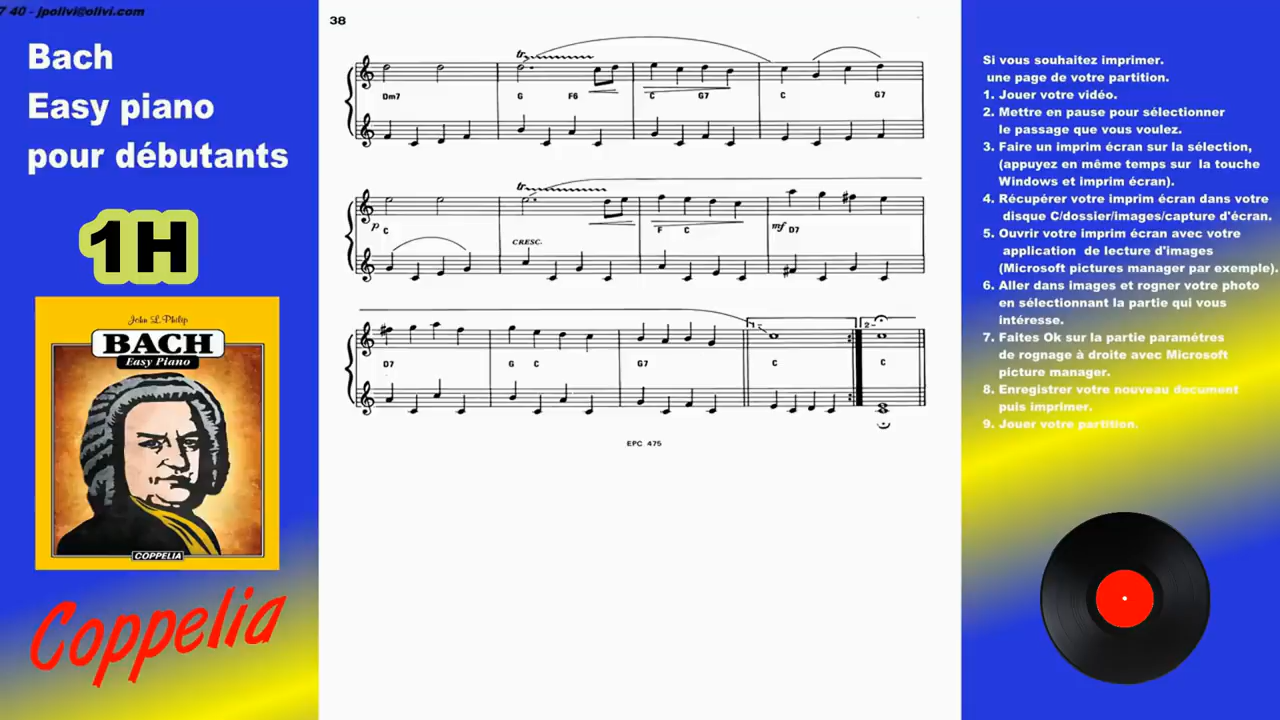 7 40 - jpolivi@olivi.com
Bach
Easy piano
pour débutants
1H
John L. Philip
BACH
Easy Piano
COPPELIA
Coppelia
38
tr
Dm7 G F6 C G7 C G7
tr
p C CRESC. F C mf D7
1- 2-
D7 G C G7 C C
EPC 475
Si vous souhaitez imprimer.
une page de votre partition.
1. Jouer votre vidéo.
2. Mettre en pause pour sélectionner
le passage que vous voulez.
3. Faire un imprim écran sur la sélection,
(appuyez en même temps sur la touche
Windows et imprim écran).
4. Récupérer votre imprim écran dans votre
disque C/dossier/images/capture d'écran.
5. Ouvrir votre imprim écran avec votre
application de lecture d'images
(Microsoft pictures manager par exemple).
6. Aller dans images et rogner votre photo
en sélectionnant la partie qui vous
intéresse.
7. Faites Ok sur la partie paramétres
de rognage à droite avec Microsoft
picture manager.
8. Enregistrer votre nouveau document
puis imprimer.
9. Jouer votre partition.